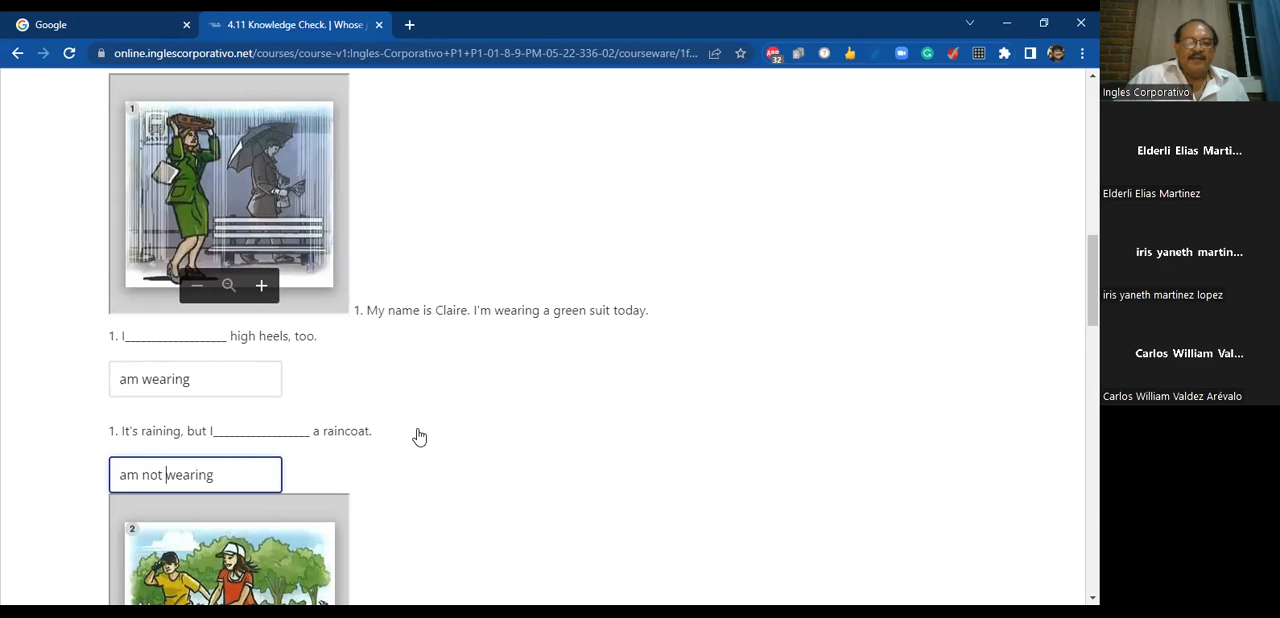 Google
4.11 Knowledge Check. | Whose
online.inglescorporativo.net/courses/course-v1:Ingles-Corporativo+P1+P1-01-8-9-PM-05-22-336-02/courseware/1f...
32
1
1. My name is Claire. I'm wearing a green suit today.
1. I__________________ high heels, too.
am wearing
1. It's raining, but I_________________ a raincoat.
am not wearing
2
Ingles Corporativo
Elderli Elias Marti...
Elderli Elias Martinez
iris yaneth martin...
iris yaneth martinez lopez
Carlos William Val...
Carlos William Valdez Arévalo